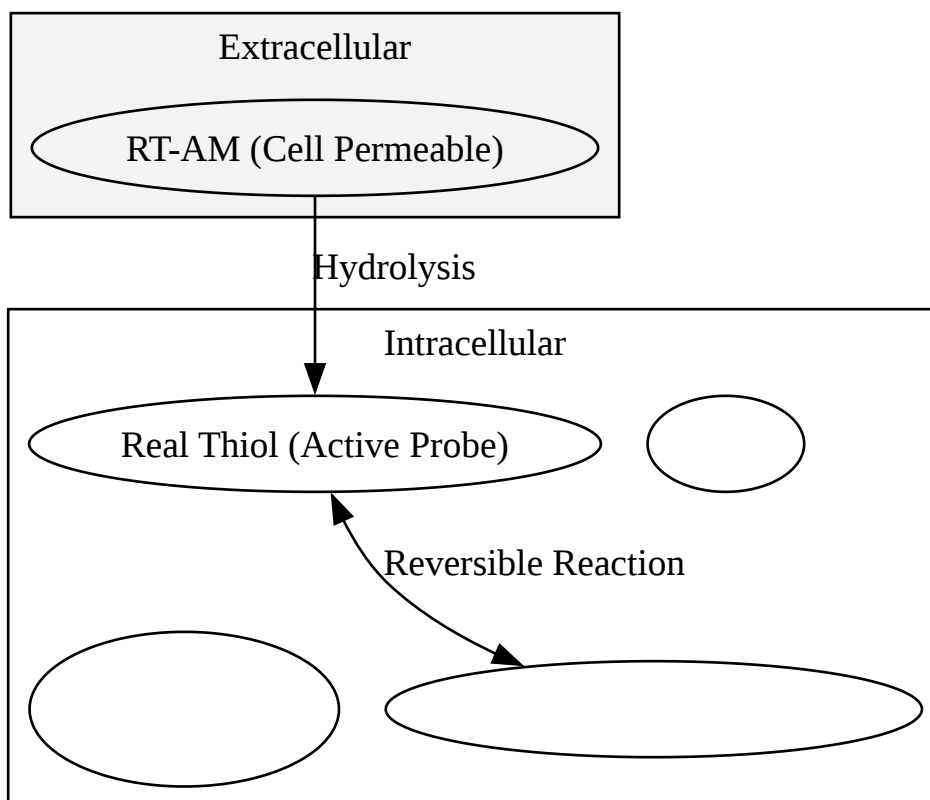 Extracellular
RT-AM (Cell Permeable)
Hydrolysis
Intracellular
Real Thiol (Active Probe)
Reversible Reaction